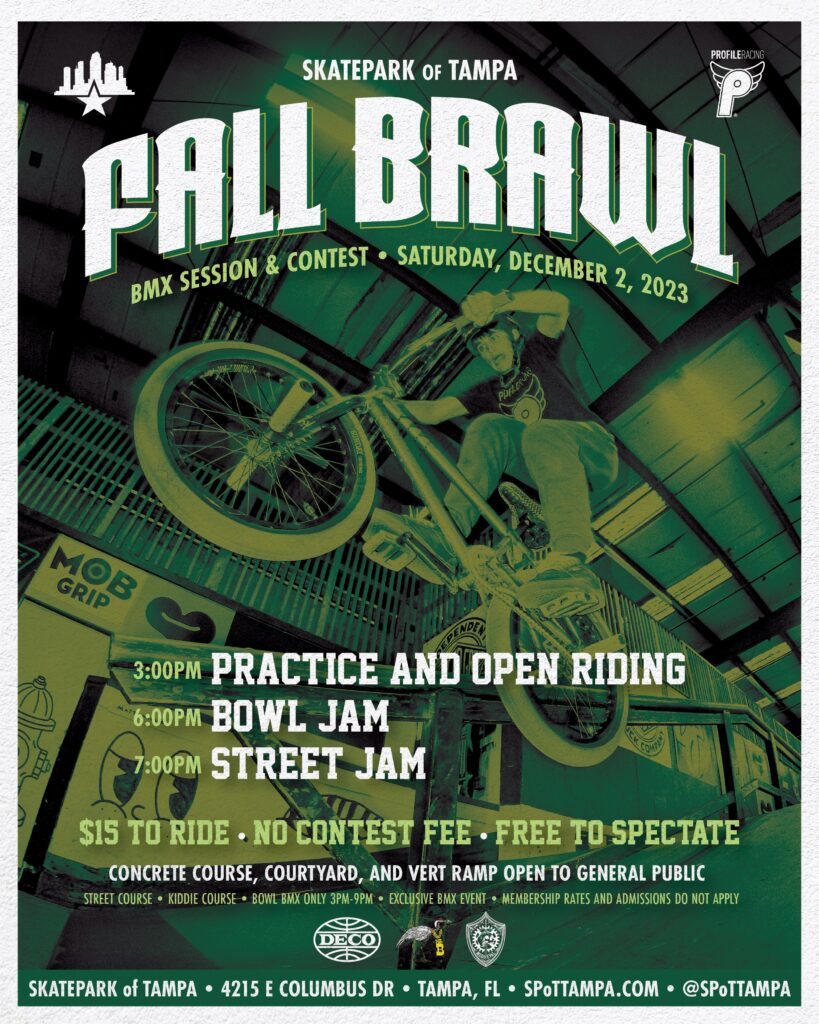 SKATEPARK OF TAMPA
PROFILERACING
P
FALL BRAWL
BMX SESSION & CONTEST • SATURDAY, DECEMBER 2, 2023
PROFILE RACING
MOB
GRIP
3:00PM PRACTICE AND OPEN RIDING
6:00PM BOWL JAM
7:00PM STREET JAM
$15 TO RIDE • NO CONTEST FEE • FREE TO SPECTATE
CONCRETE COURSE, COURTYARD, AND VERT RAMP OPEN TO GENERAL PUBLIC
STREET COURSE • KIDDIE COURSE • BOWL BMX ONLY 3PM-9PM • EXCLUSIVE BMX EVENT • MEMBERSHIP RATES AND ADMISSIONS DO NOT APPLY
DECO
B
SKATEPARK of TAMPA • 4215 E COLUMBUS DR • TAMPA, FL • SPoTTAMPA.COM • @SPoTTAMPA